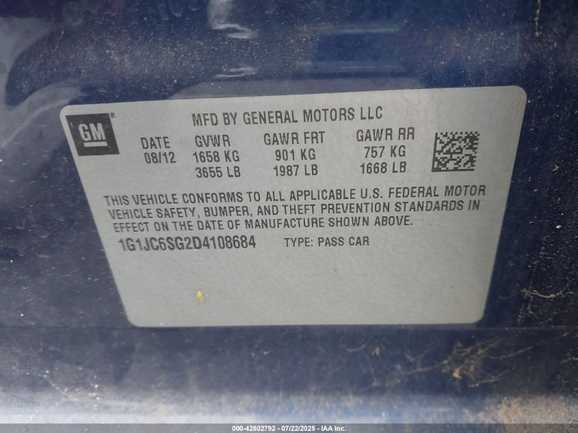 MFD BY GENERAL MOTORS LLC
GM
DATE GVWR GAWR FRT GAWR RR
08/12 1658 KG 901 KG 757 KG
3655 LB 1987 LB 1668 LB
THIS VEHICLE CONFORMS TO ALL APPLICABLE U.S. FEDERAL MOTOR
VEHICLE SAFETY, BUMPER, AND THEFT PREVENTION STANDARDS IN
EFFECT ON THE DATE OF MANUFACTURE SHOWN ABOVE.
1G1JC6SG2D4108684 TYPE: PASS CAR
000-42802792 - 07/22/2025 - IAA Inc.